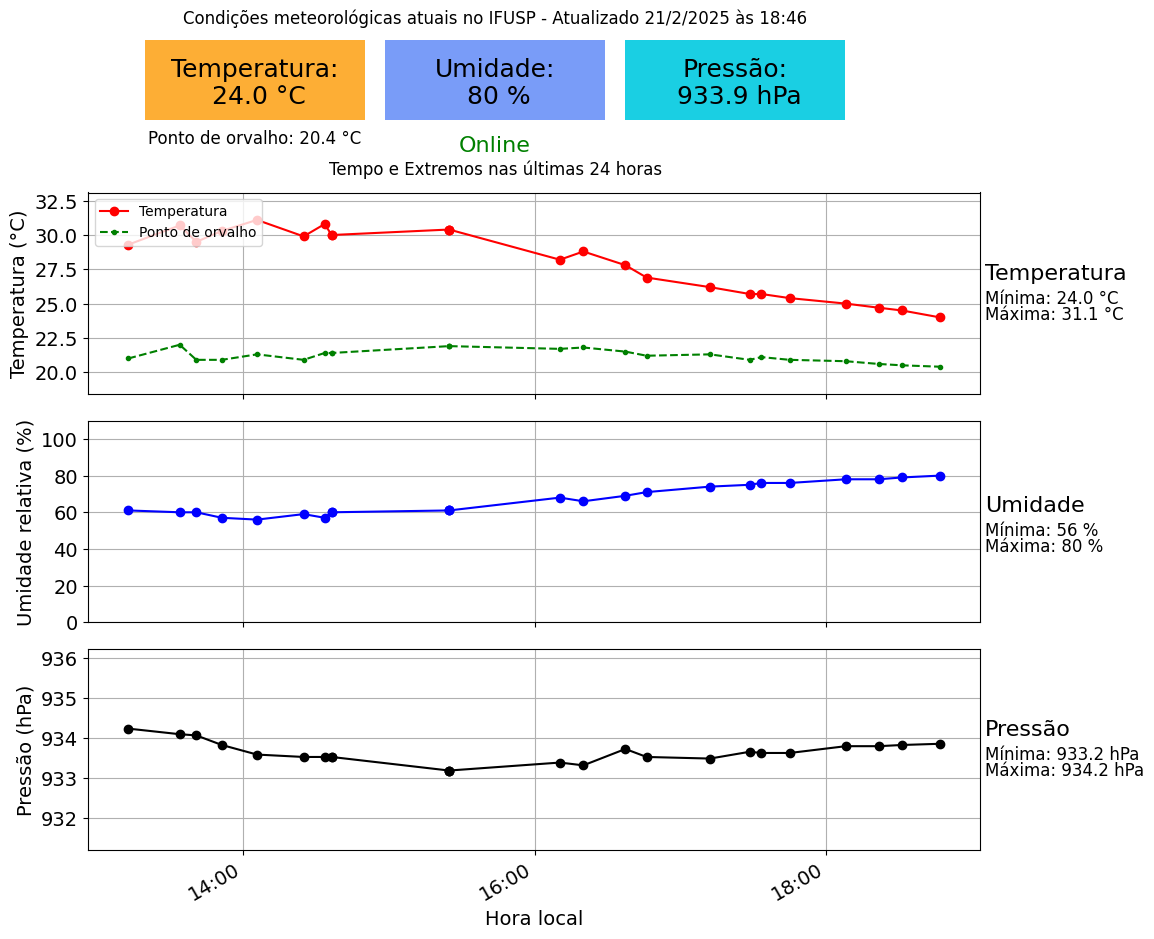 Condições meteorológicas atuais no IFUSP - Atualizado 21/2/2025 às 18:46
Temperatura:
24.0 °C
Umidade:
80 %
Pressão:
933.9 hPa
Ponto de orvalho: 20.4 °C
Online
Tempo e Extremos nas últimas 24 horas
Temperatura (°C)
32.5
30.0
27.5
25.0
22.5
20.0
Temperatura
Ponto de orvalho
Temperatura
Mínima: 24.0 °C
Máxima: 31.1 °C
Umidade relativa (%)
100
80
60
40
20
0
Umidade
Mínima: 56 %
Máxima: 80 %
Pressão (hPa)
936
935
934
933
932
Pressão
Mínima: 933.2 hPa
Máxima: 934.2 hPa
14:00
16:00
18:00
Hora local